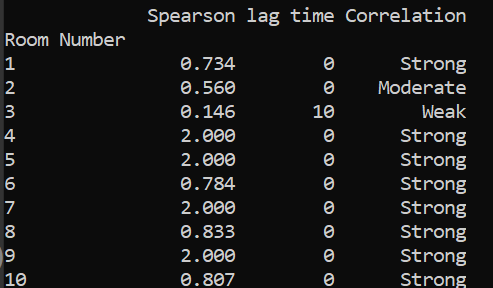 Spearson lag time Correlation
Room Number
1 0.734 0 Strong
2 0.560 0 Moderate
3 0.146 10 Weak
4 2.000 0 Strong
5 2.000 0 Strong
6 0.784 0 Strong
7 2.000 0 Strong
8 0.833 0 Strong
9 2.000 0 Strong
10 0.807 0 Strong